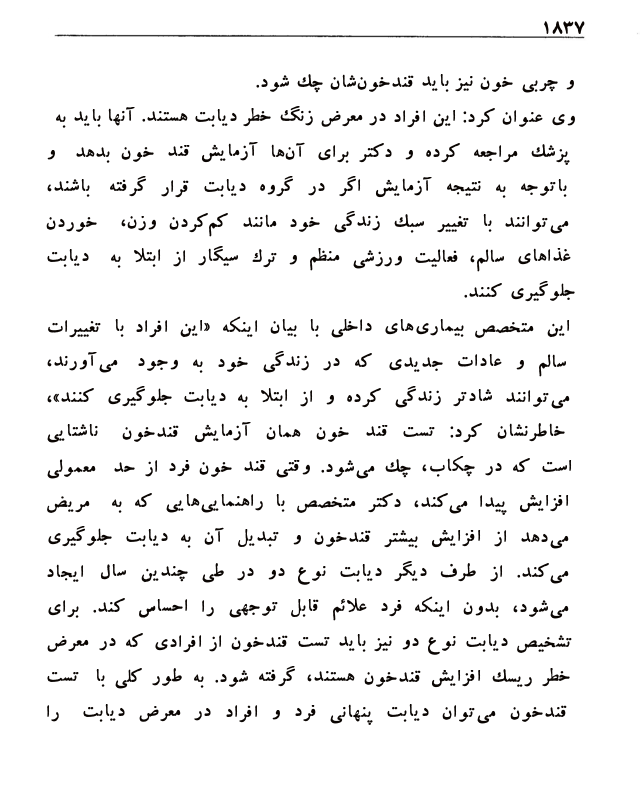 ۱۸۳۷
و چربی خون نیز باید قندخون‌شان چك شود.
وی عنوان کرد: این افراد در معرض زنگ خطر دیابت هستند. آنها باید به
پزشك مراجعه کرده و دکتر برای آن‌ها آزمایش قند خون بدهد و
باتوجه به نتیجه آزمایش اگر در گروه دیابت قرار گرفته باشند،
می‌توانند با تغییر سبك زندگی خود مانند کم‌کردن وزن، خوردن
غذاهای سالم، فعالیت ورزشی منظم و ترك سیگار از ابتلا به دیابت
جلوگیری کنند.
این متخصص بیماری‌های داخلی با بیان اینکه «این افراد با تغییرات
سالم و عادات جدیدی که در زندگی خود به وجود می‌آورند،
می‌توانند شادتر زندگی کرده و از ابتلا به دیابت جلوگیری کنند»،
خاطرنشان کرد: تست قند خون همان آزمایش قندخون ناشتایی
است که در چکاب، چك می‌شود. وقتی قند خون فرد از حد معمولی
افزایش پیدا می‌کند، دکتر متخصص با راهنمایی‌هایی که به مریض
می‌دهد از افزایش بیشتر قندخون و تبدیل آن به دیابت جلوگیری
می‌کند. از طرف دیگر دیابت نوع دو در طی چندین سال ایجاد
می‌شود، بدون اینکه فرد علائم قابل توجهی را احساس کند. برای
تشخیص دیابت نوع دو نیز باید تست قندخون از افرادی که در معرض
خطر ریسك افزایش قندخون هستند، گرفته شود. به طور کلی با تست
قندخون می‌توان دیابت پنهانی فرد و افراد در معرض دیابت را